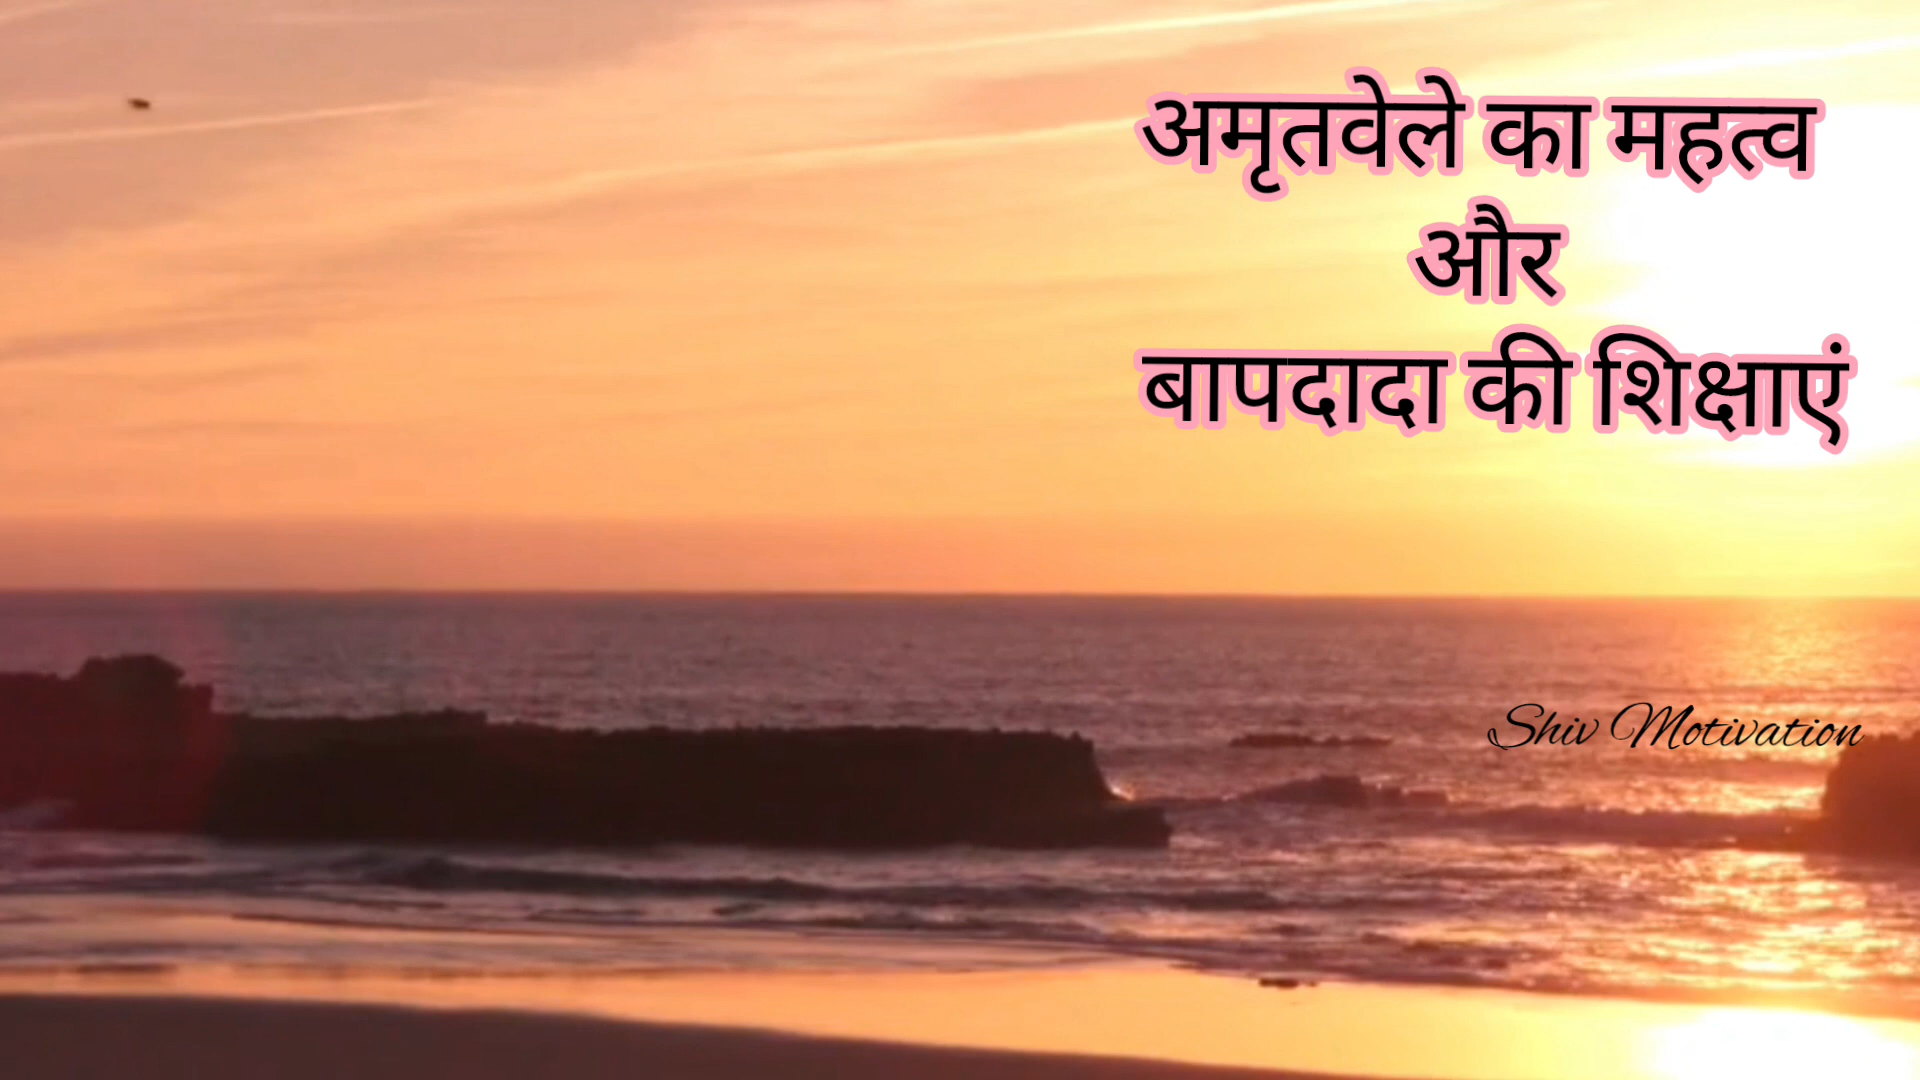 अमृतवेले का महत्व
और
बापदादा की शिक्षाएं
Shiv Motivation